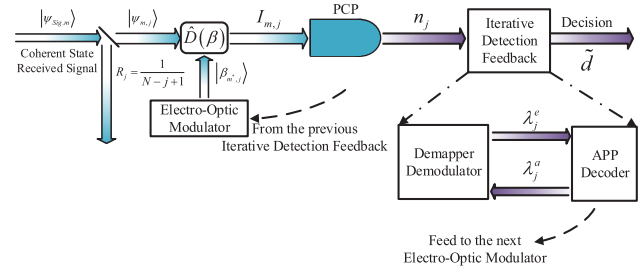 |ψ_{Sig,m}⟩
Coherent State
Received Signal
R_j = 1/(N−j+1)
|ψ_{m,j}⟩
D̂(β)
|β_{m*,j}⟩
Electro-Optic
Modulator
I_{m,j}
PCP
n_j
From the previous
Iterative Detection Feedback
Iterative
Detection
Feedback
Decision
d̃
Demapper
Demodulator
λ_j^e
λ_j^a
APP
Decoder
Feed to the next
Electro-Optic Modulator